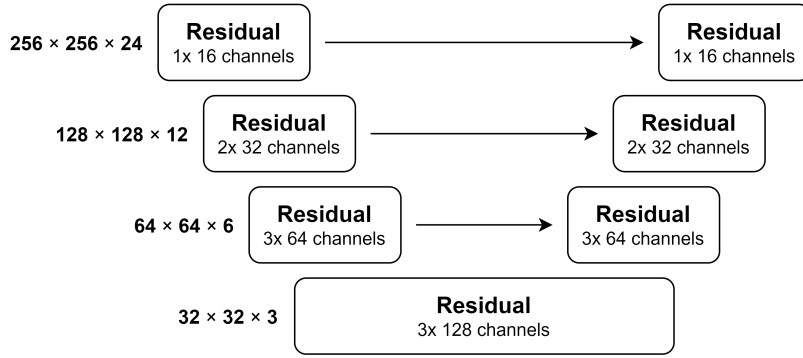 256 × 256 × 24
Residual
1x 16 channels
Residual
1x 16 channels
128 × 128 × 12
Residual
2x 32 channels
Residual
2x 32 channels
64 × 64 × 6
Residual
3x 64 channels
Residual
3x 64 channels
32 × 32 × 3
Residual
3x 128 channels